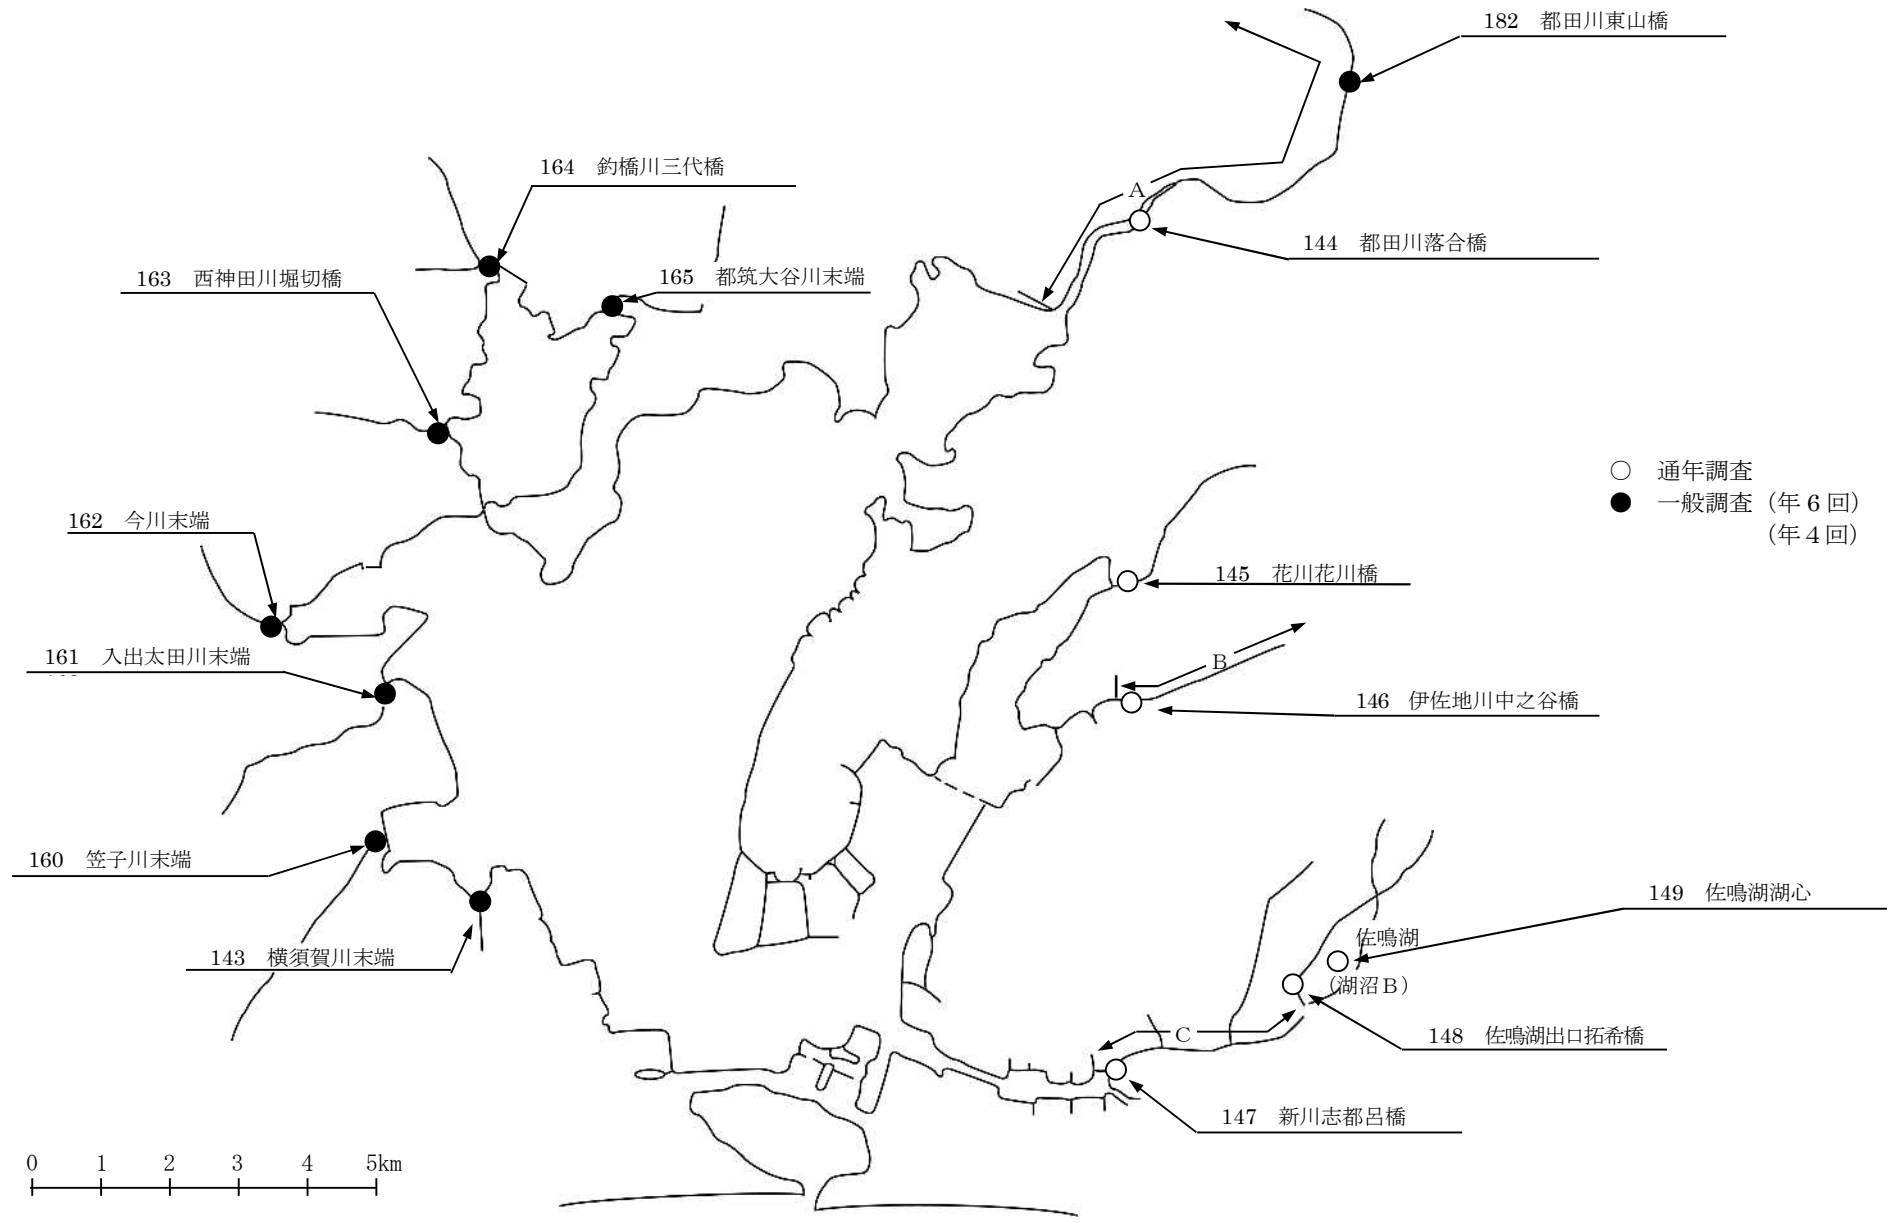 182 都田川東山橋
164 釣橋川三代橋
A
144 都田川落合橋
163 西神田川堀切橋
165 都筑大谷川末端
○ 通年調査
● 一般調査（年6回）
（年4回）
162 今川末端
145 花川花川橋
161 入出太田川末端
B
146 伊佐地川中之谷橋
160 笠子川末端
149 佐鳴湖湖心
佐鳴湖
（湖沼B）
143 横須賀川末端
C
148 佐鳴湖出口拓希橋
147 新川志都呂橋
0 1 2 3 4 5km